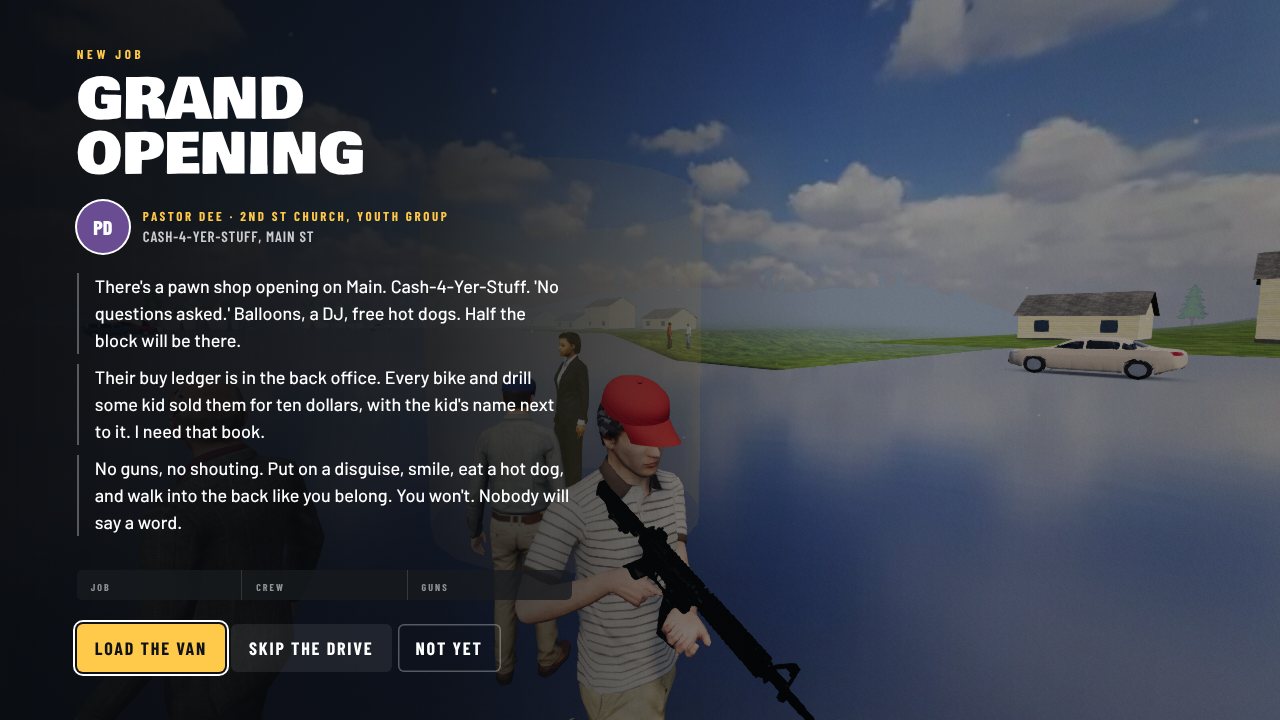 NEW JOB
GRAND
OPENING
PD
PASTOR DEE · 2ND ST CHURCH, YOUTH GROUP
CASH-4-YER-STUFF, MAIN ST
There's a pawn shop opening on Main. Cash-4-Yer-Stuff. 'No
questions asked.' Balloons, a DJ, free hot dogs. Half the
block will be there.
Their buy ledger is in the back office. Every bike and drill
some kid sold them for ten dollars, with the kid's name next
to it. I need that book.
No guns, no shouting. Put on a disguise, smile, eat a hot dog,
and walk into the back like you belong. You won't. Nobody will
say a word.
JOB CREW GUNS
LOAD THE VAN SKIP THE DRIVE NOT YET